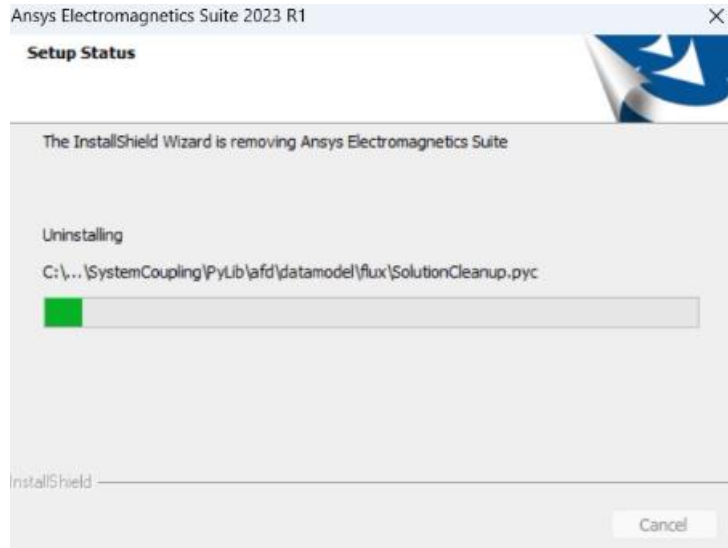 Ansys Electromagnetics Suite 2023 R1
Setup Status
The InstallShield Wizard is removing Ansys Electromagnetics Suite
Uninstalling
C:\...\SystemCoupling\PyLib\afd\datamodel\flux\SolutionCleanup.pyc
InstallShield
Cancel